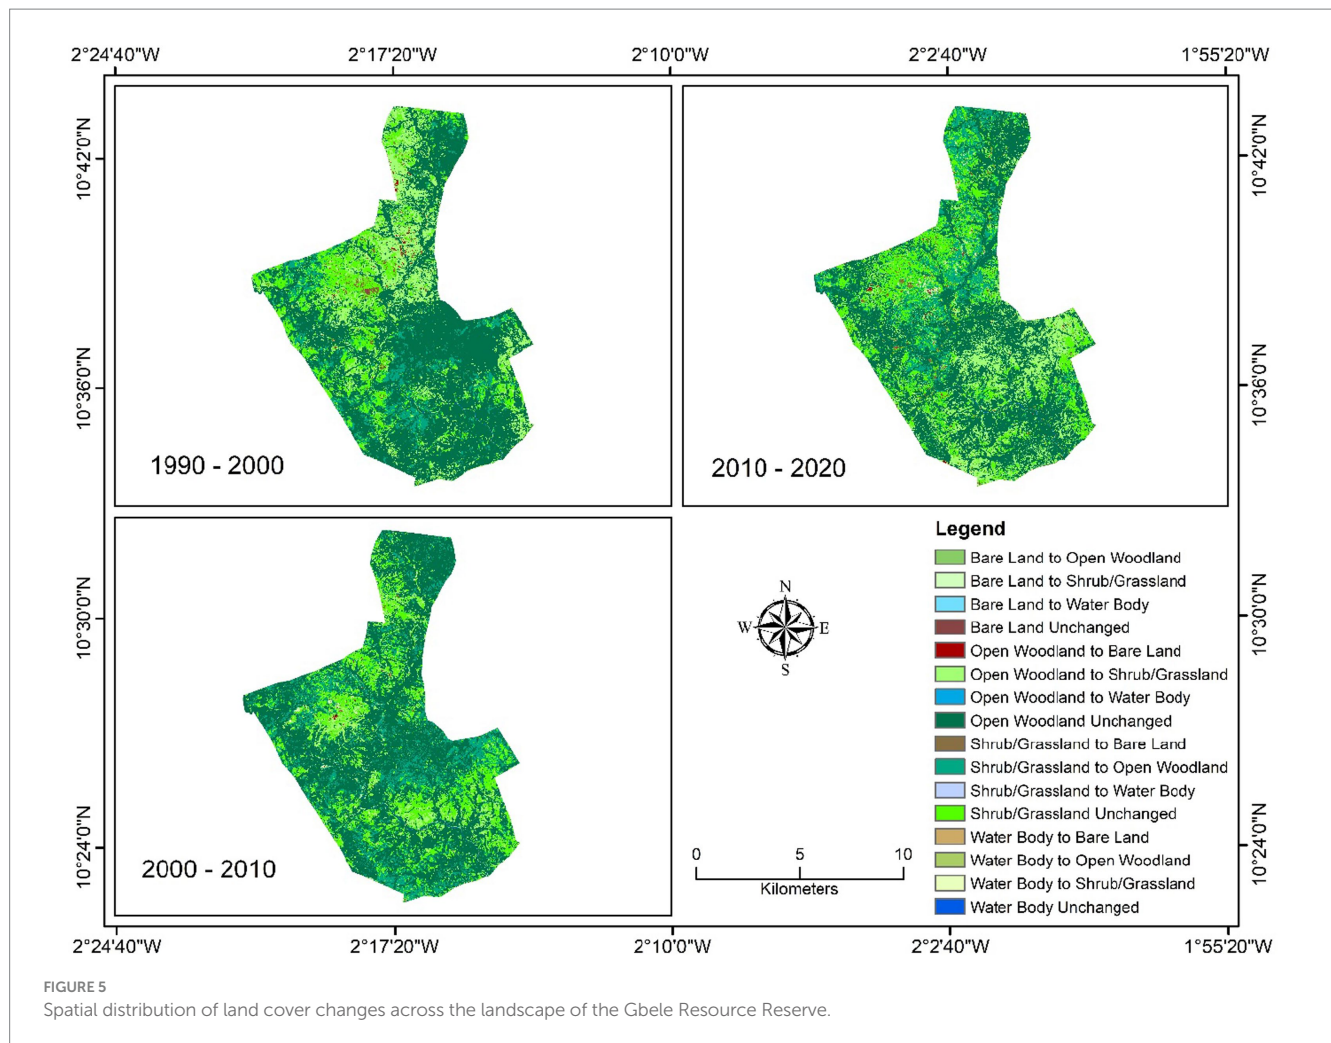 2°24'40"W 2°17'20"W 2°10'0"W 2°2'40"W 1°55'20"W
10°42'0"N
10°42'0"N
10°36'0"N
10°36'0"N
1990 - 2000
2010 - 2020
10°30'0"N
10°30'0"N
10°24'0"N
10°24'0"N
2000 - 2010
N
W E
S
0 5 10
Kilometers
Legend
Bare Land to Open Woodland
Bare Land to Shrub/Grassland
Bare Land to Water Body
Bare Land Unchanged
Open Woodland to Bare Land
Open Woodland to Shrub/Grassland
Open Woodland to Water Body
Open Woodland Unchanged
Shrub/Grassland to Bare Land
Shrub/Grassland to Open Woodland
Shrub/Grassland to Water Body
Shrub/Grassland Unchanged
Water Body to Bare Land
Water Body to Open Woodland
Water Body to Shrub/Grassland
Water Body Unchanged
2°24'40"W 2°17'20"W 2°10'0"W 2°2'40"W 1°55'20"W
FIGURE 5
Spatial distribution of land cover changes across the landscape of the Gbele Resource Reserve.